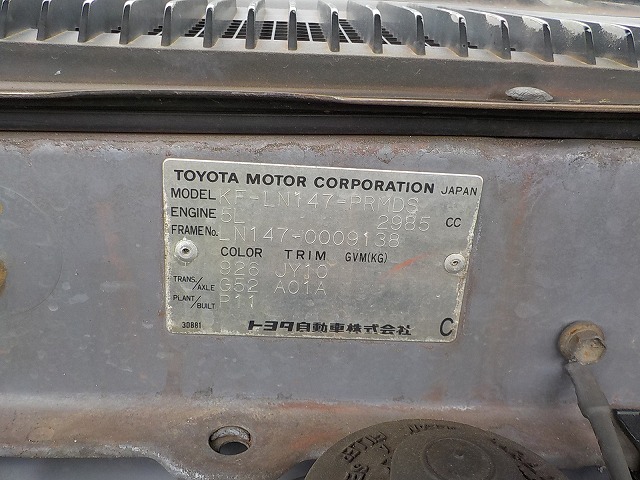 TOYOTA MOTOR CORPORATION JAPAN
MODEL KF-LN147-PRMDS
ENGINE 5L 2985 CC
FRAME No. LN147-0009138
COLOR TRIM GVM(KG)
926 JY10
TRANS./AXLE G52 A01A
PLANT/BUILT P11
30881 トヨタ自動車株式会社 C